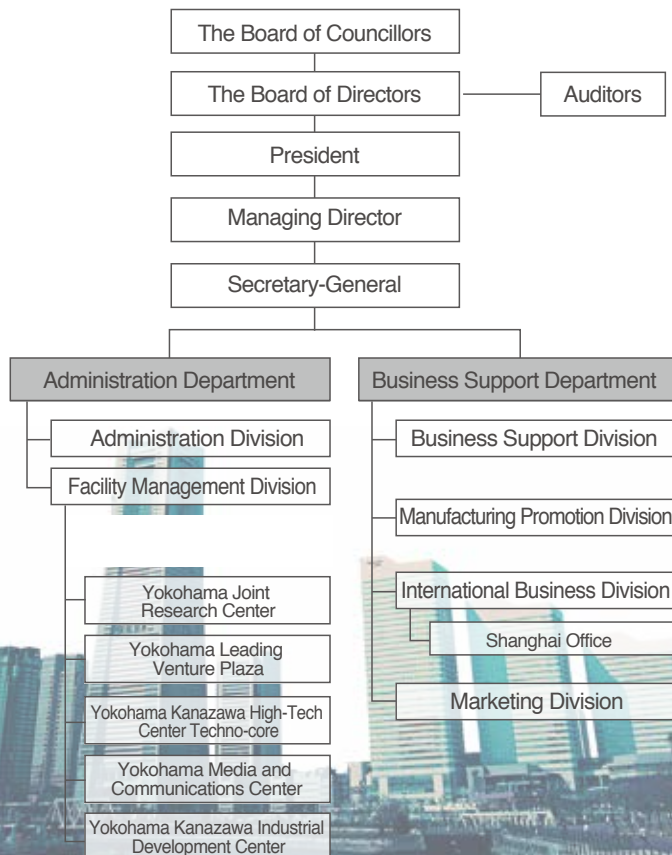 The Board of Councillors
The Board of Directors
Auditors
President
Managing Director
Secretary-General
Administration Department
Administration Division
Facility Management Division
Yokohama Joint
Research Center
Yokohama Leading
Venture Plaza
Yokohama Kanazawa High-Tech
Center Techno-core
Yokohama Media and
Communications Center
Yokohama Kanazawa Industrial
Development Center
Business Support Department
Business Support Division
Manufacturing Promotion Division
International Business Division
Shanghai Office
Marketing Division